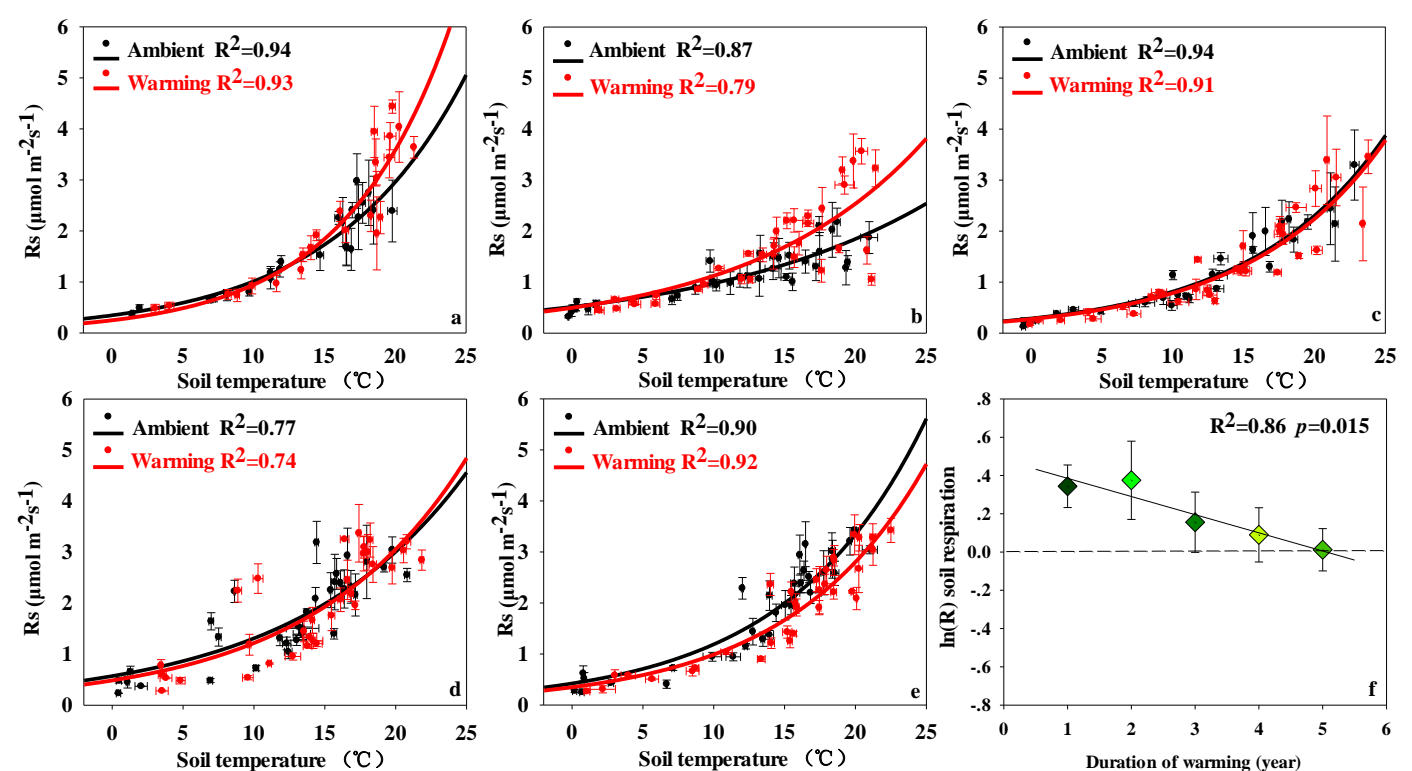 6
5
4
3
2
1
0
Rs (μmol m-2s-1)
Ambient R2=0.94
Warming R2=0.93
a
0 5 10 15 20 25
Soil temperature （℃）
6
5
4
3
2
1
0
Rs (μmol m-2s-1)
Ambient R2=0.87
Warming R2=0.79
b
0 5 10 15 20 25
Soil temperature （℃）
6
5
4
3
2
1
0
Rs (μmol m-2s-1)
Ambient R2=0.94
Warming R2=0.91
c
0 5 10 15 20 25
Soil temperature （℃）
6
5
4
3
2
1
0
Rs (μmol m-2s-1)
Ambient R2=0.77
Warming R2=0.74
d
0 5 10 15 20 25
Soil temperature （℃）
6
5
4
3
2
1
0
Rs (μmol m-2s-1)
Ambient R2=0.90
Warming R2=0.92
e
0 5 10 15 20 25
Soil temperature （℃）
.8
.6
.4
.2
0.0
-.2
-.4
-.6
-.8
ln(R) soil respiration
R2=0.86 p=0.015
f
0 1 2 3 4 5 6
Duration of warming (year)